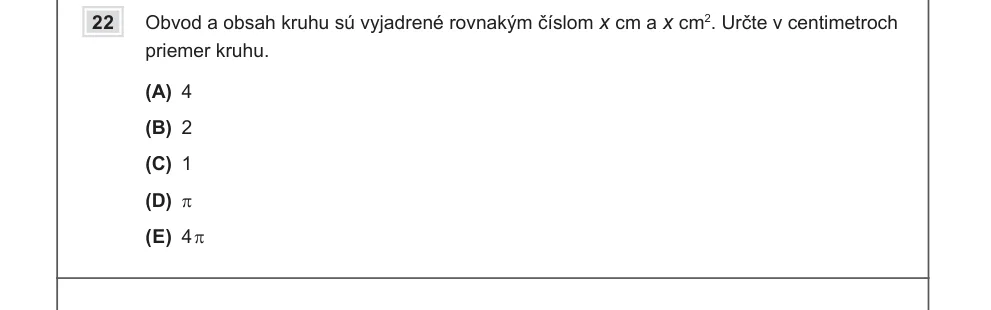 22 Obvod a obsah kruhu sú vyjadrené rovnakým číslom x cm a x cm². Určte v centimetroch
priemer kruhu.
(A) 4
(B) 2
(C) 1
(D) π
(E) 4π